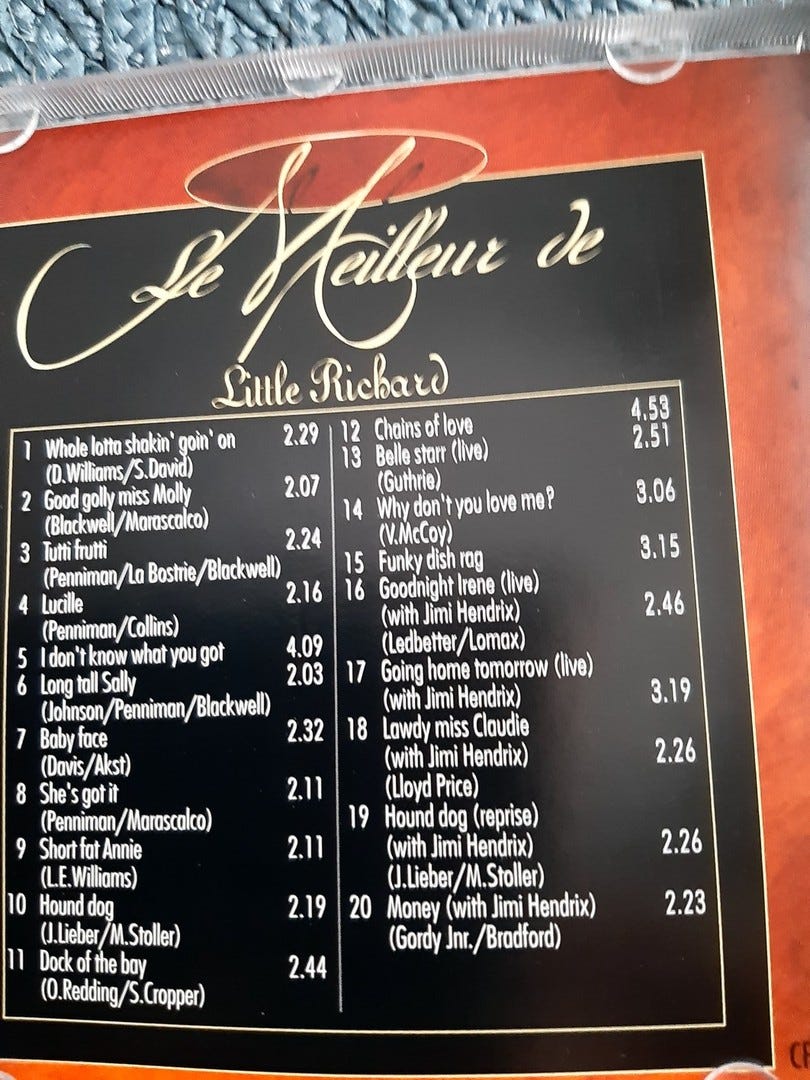 Le Meilleur de
Little Richard
1 Whole lotta shakin' goin' on 2.29
(D.Williams/S.David)
2 Good golly miss Molly 2.07
(Blackwell/Marascalco)
3 Tutti frutti 2.24
(Penniman/La Bostrie/Blackwell)
4 Lucille 2.16
(Penniman/Collins)
5 I don't know what you got 4.09
6 Long tall Sally 2.03
(Johnson/Penniman/Blackwell)
7 Baby face 2.32
(Davis/Akst)
8 She's got it 2.11
(Penniman/Marascalco)
9 Short fat Annie 2.11
(L.E.Williams)
10 Hound dog 2.19
(J.Lieber/M.Stoller)
11 Dock of the bay 2.44
(O.Redding/S.Cropper)
12 Chains of love 4.53
13 Belle starr (live) 2.51
(Guthrie)
14 Why don't you love me? 3.06
(V.McCoy)
15 Funky dish rag 3.15
16 Goodnight Irene (live)
(with Jimi Hendrix) 2.46
(Ledbetter/Lomax)
17 Going home tomorrow (live)
(with Jimi Hendrix) 3.19
18 Lawdy miss Claudie
(with Jimi Hendrix) 2.26
(Lloyd Price)
19 Hound dog (reprise)
(with Jimi Hendrix) 2.26
(J.Lieber/M.Stoller)
20 Money (with Jimi Hendrix) 2.23
(Gordy Jnr./Bradford)